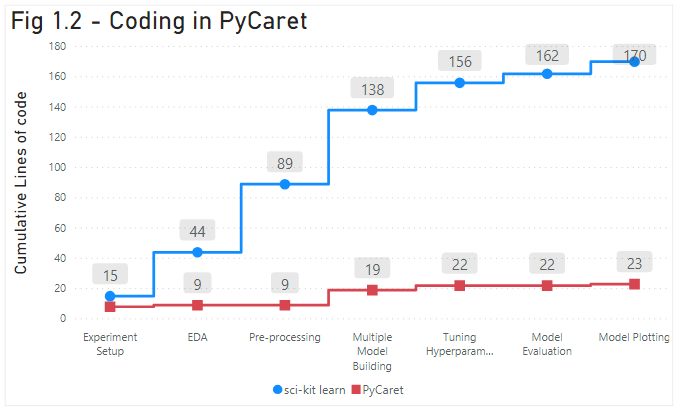 Fig 1.2 - Coding in PyCaret
Cumulative Lines of code
180
160
140
120
100
80
60
40
20
0
15
44
89
138
156
162
170
9
9
19
22
22
23
Experiment
Setup
EDA
Pre-processing
Multiple
Model
Building
Tuning
Hyperparam...
Model
Evaluation
Model Plotting
sci-kit learn
PyCaret